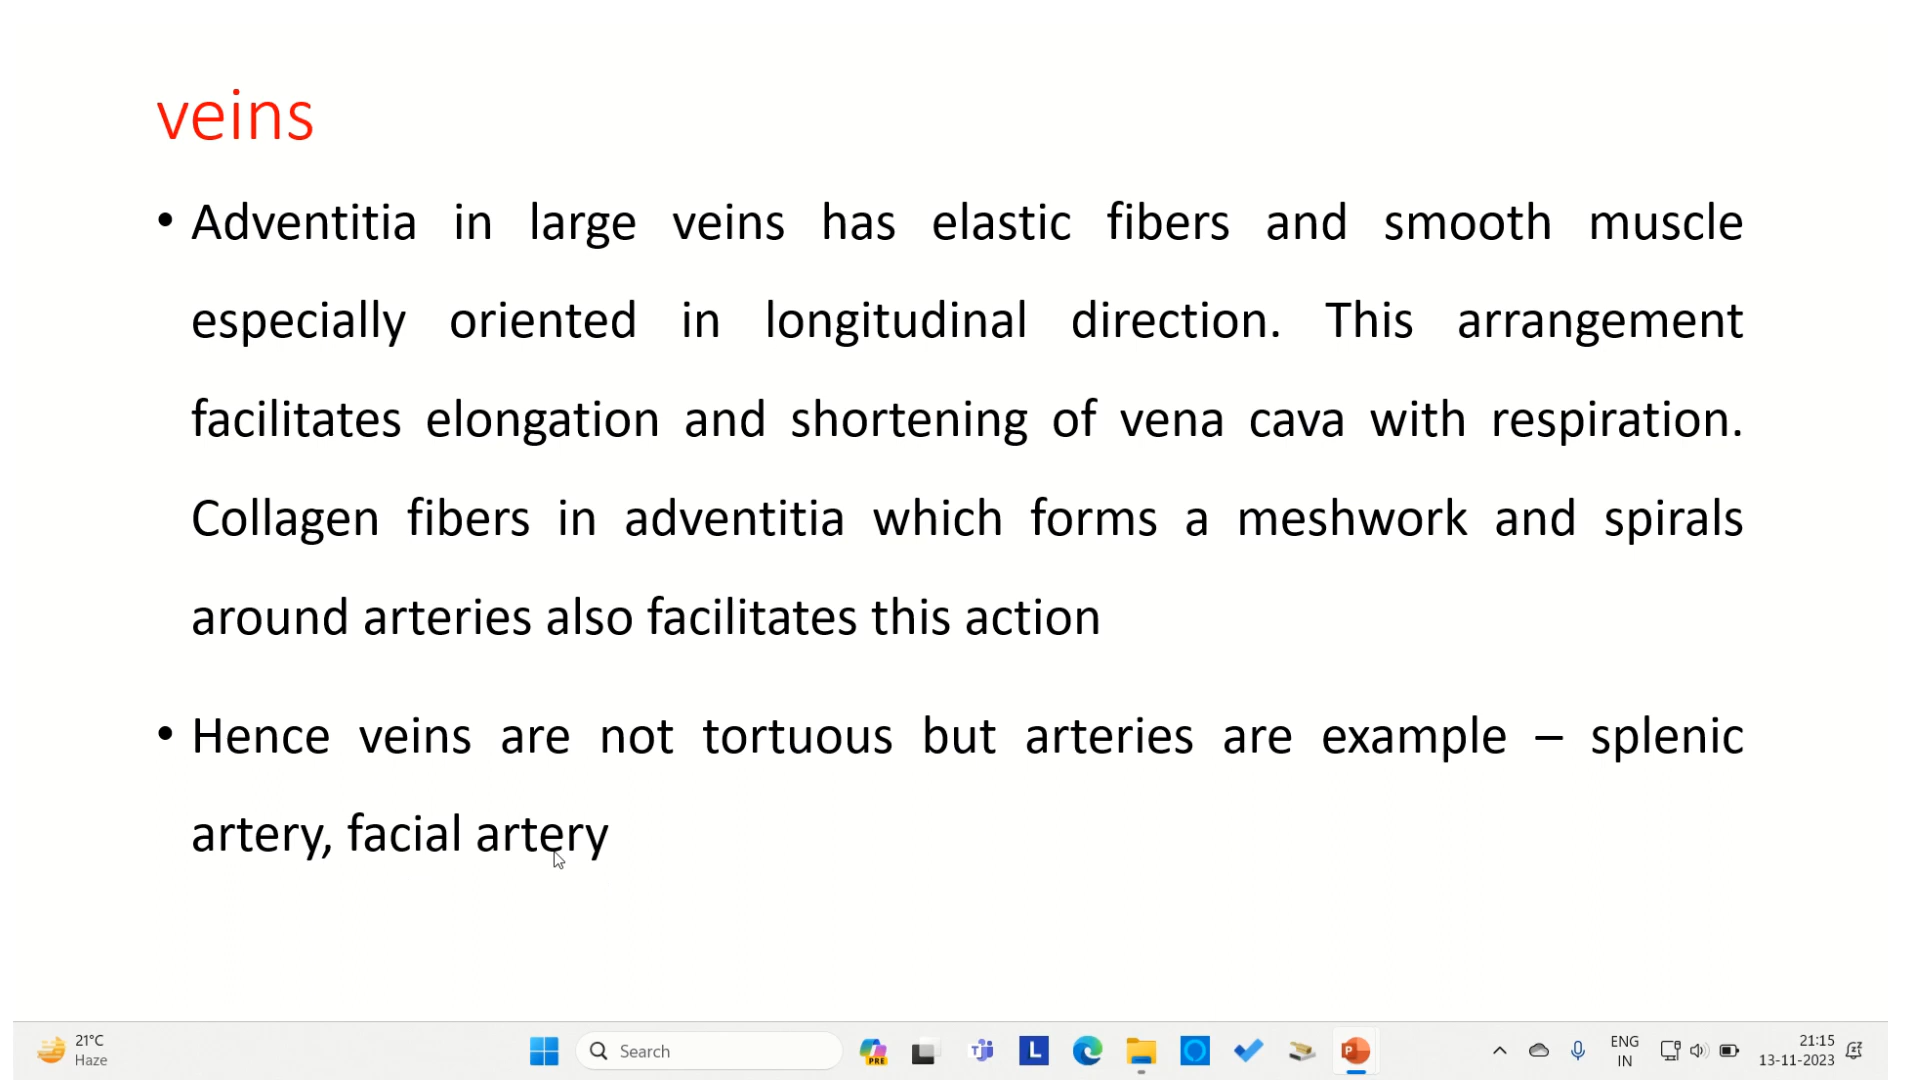 veins
• Adventitia in large veins has elastic fibers and smooth muscle
especially oriented in longitudinal direction. This arrangement
facilitates elongation and shortening of vena cava with respiration.
Collagen fibers in adventitia which forms a meshwork and spirals
around arteries also facilitates this action
• Hence veins are not tortuous but arteries are example – splenic
artery, facial artery
21°C
Haze
Search
PRE
L
P
ENG
IN
21:15
13-11-2023